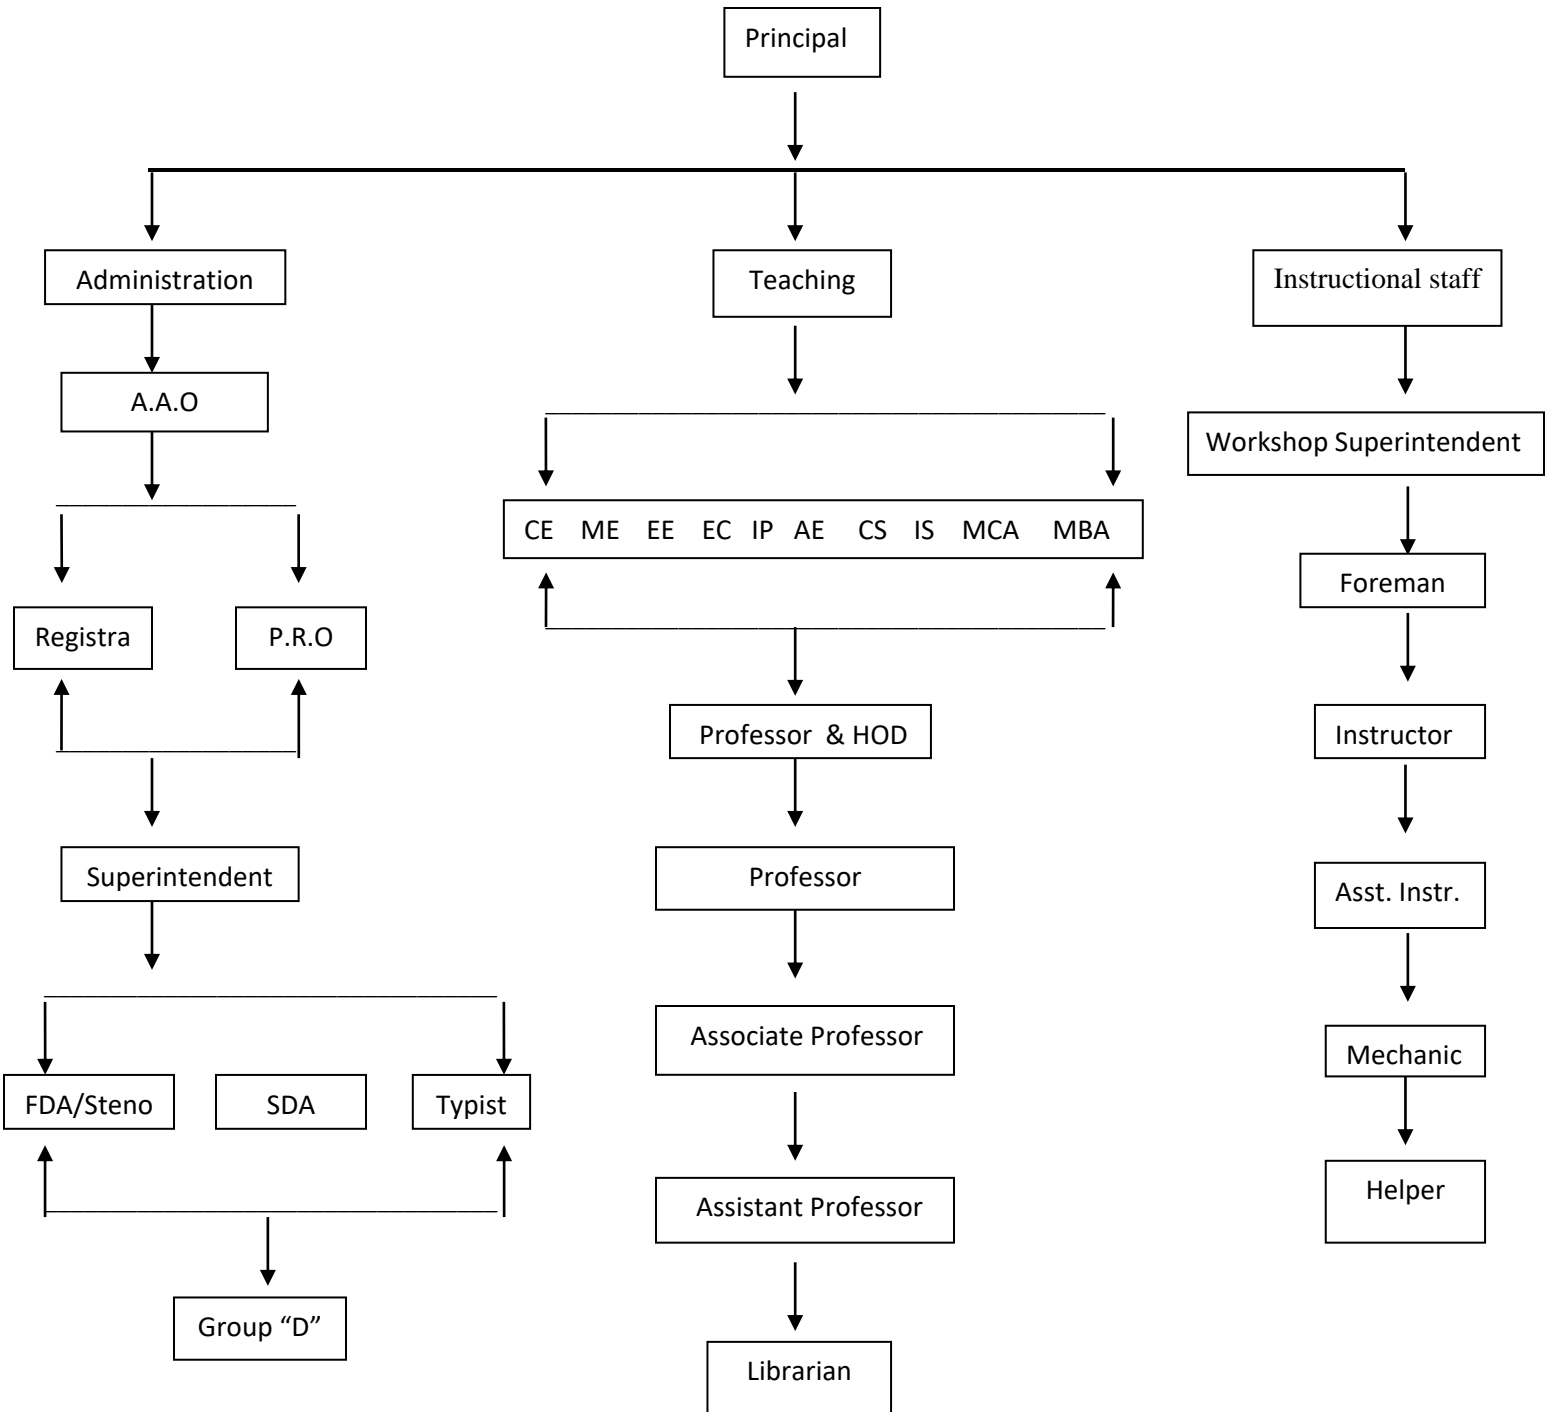 Principal
Administration
Teaching
Instructional staff
A.A.O
Workshop Superintendent
CE ME EE EC IP AE CS IS MCA MBA
Foreman
Registra
P.R.O
Professor & HOD
Instructor
Superintendent
Professor
Asst. Instr.
Associate Professor
Mechanic
FDA/Steno
SDA
Typist
Assistant Professor
Helper
Group “D”
Librarian